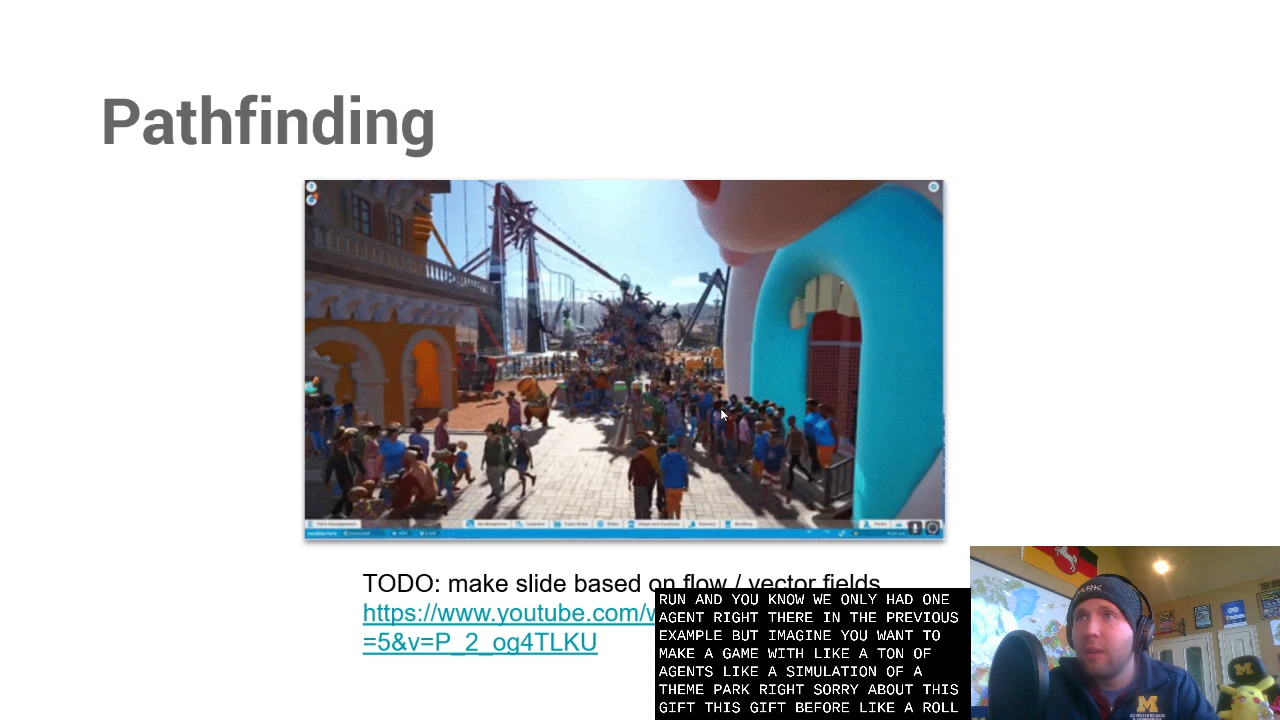 Pathfinding
Park Management
TODO: make slide based on flow / vector fields
https://www.youtube.com/w
=5&v=P_2_og4TLKU
RUN AND YOU KNOW WE ONLY HAD ONE
AGENT RIGHT THERE IN THE PREVIOUS
EXAMPLE BUT IMAGINE YOU WANT TO
MAKE A GAME WITH LIKE A TON OF
AGENTS LIKE A SIMULATION OF A
THEME PARK RIGHT SORRY ABOUT THIS
GIFT THIS GIFT BEFORE LIKE A ROLL
M
M